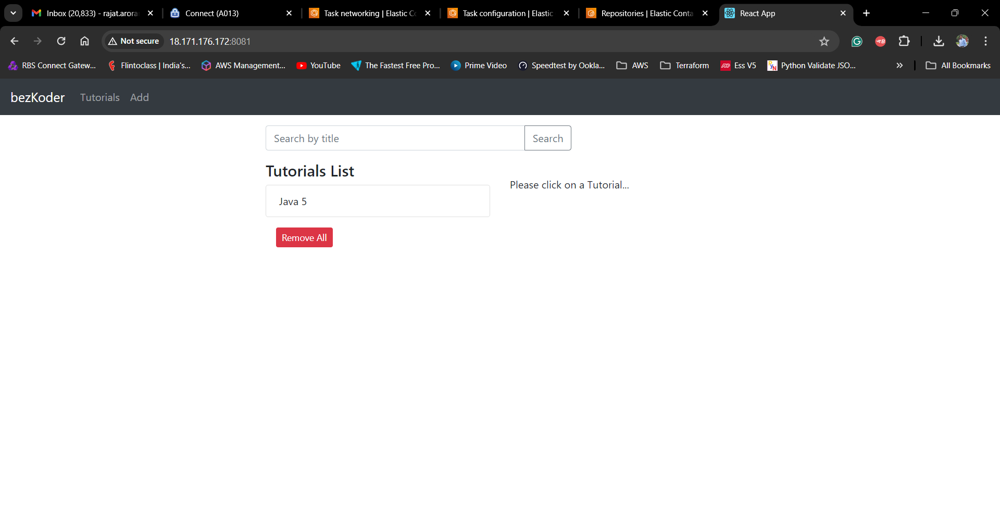 Inbox (20,833) - rajat.arora
Connect (A013)
Task networking | Elastic Co
Task configuration | Elastic
Repositories | Elastic Conta
React App
Not secure
18.171.176.172:8081
RBS Connect Gatew...
Flintoclass | India's...
AWS Management...
YouTube
The Fastest Free Pro...
Prime Video
Speedtest by Ookla...
AWS
Terraform
Ess V5
Python Validate JSO...
All Bookmarks
bezKoder
Tutorials
Add
Search by title
Search
Tutorials List
Please click on a Tutorial...
Java 5
Remove All